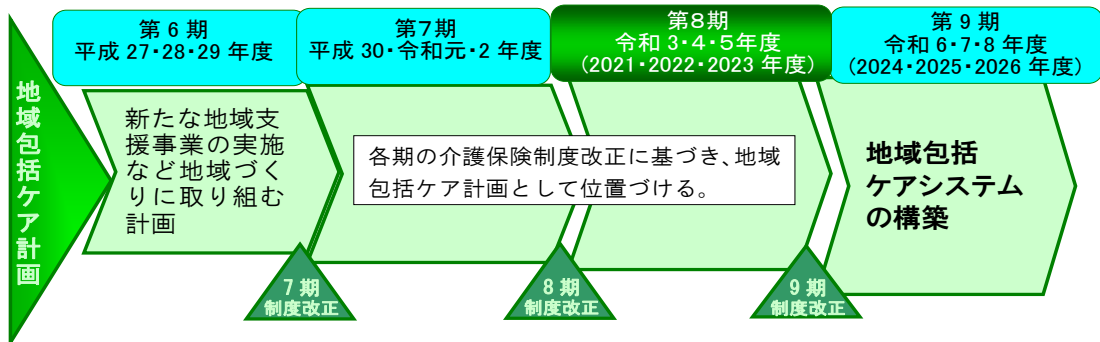 地域包括ケア計画
第 6 期
平成 27・28・29 年度
第7期
平成 30・令和元・2 年度
第8期
令和 3・4・5年度
(2021・2022・2023 年度)
第 9 期
令和 6・7・8 年度
(2024・2025・2026 年度)
新たな地域支
援事業の実施
など地域づく
りに取り組む
計画
各期の介護保険制度改正に基づき、地域
包括ケア計画として位置づける。
地域包括
ケアシステム
の構築
7 期
制度改正
8 期
制度改正
9 期
制度改正